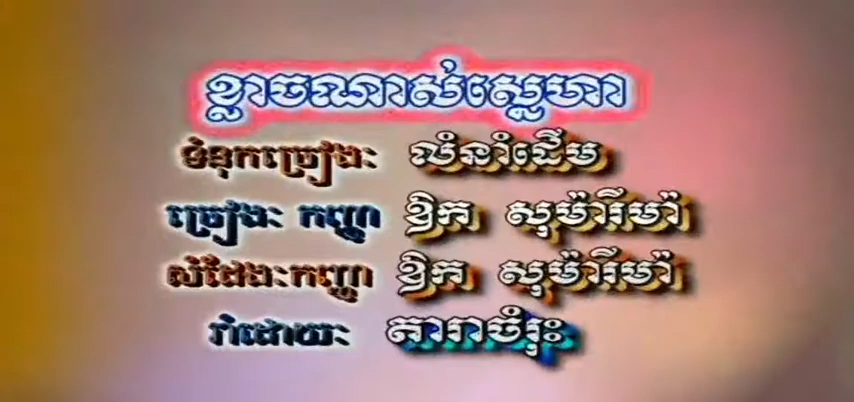 ខ្លាចណាស់ស្នេហា
ទំនុកច្រៀងៈ លំនាំដើម
ច្រៀងៈ កញ្ញា ឱក សុម៉ារីម៉ា
សំដែងៈកញ្ញា ឱក សុម៉ារីម៉ា
រាំដោយៈ តារាចំរុះ